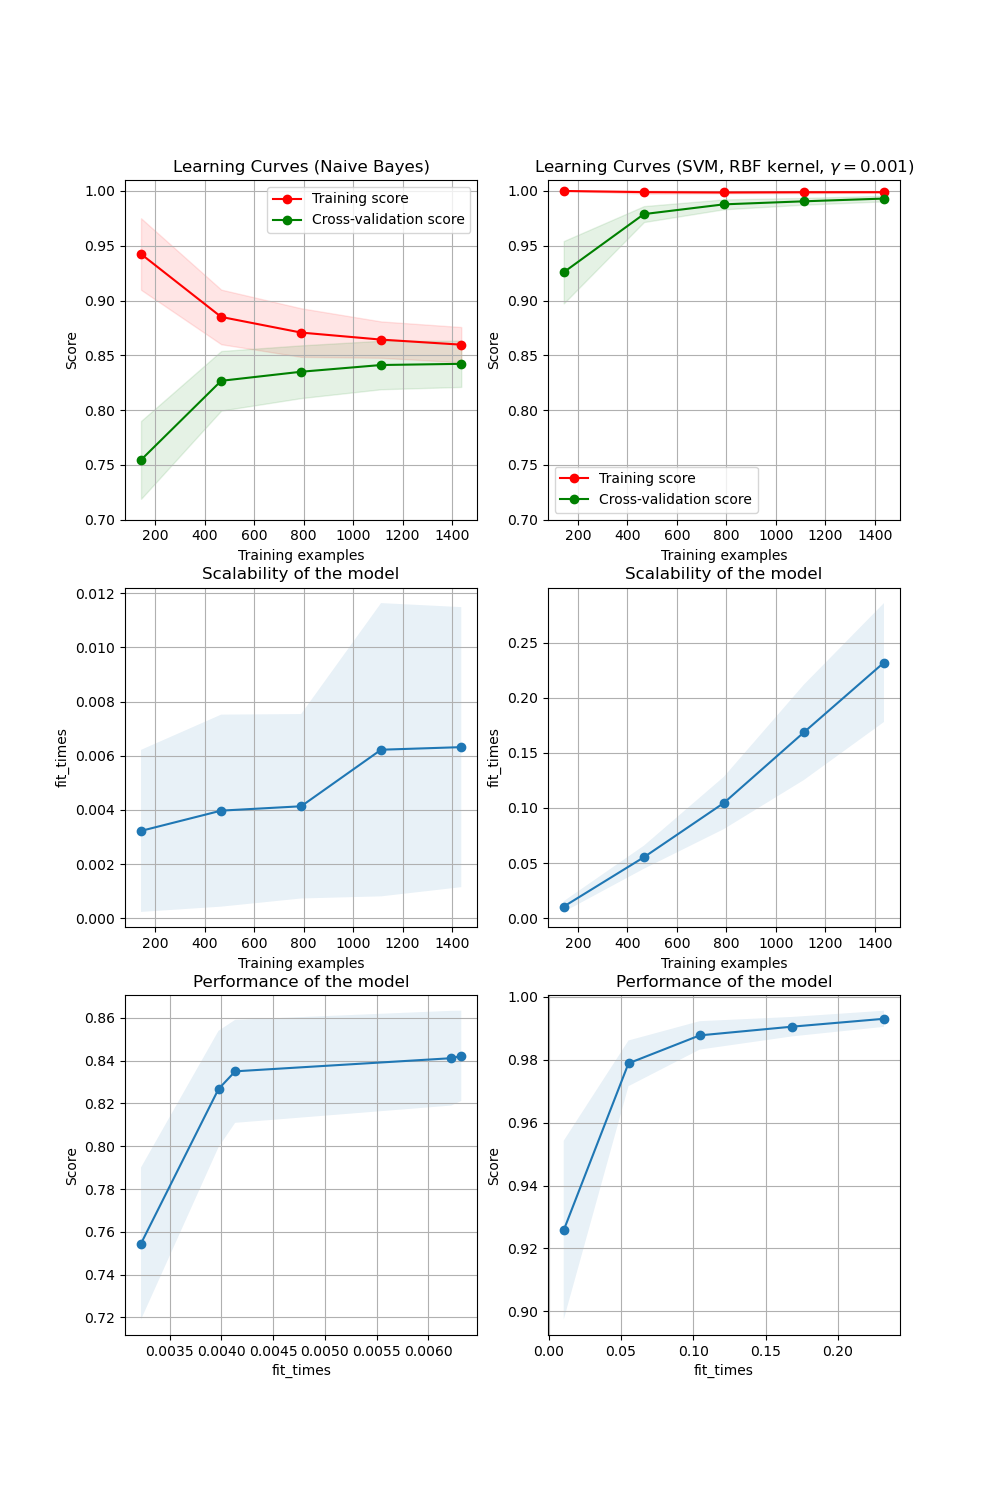 Learning Curves (Naive Bayes)
1.00
0.95
0.90
0.85
0.80
0.75
0.70
Score
Training score
Cross-validation score
200 400 600 800 1000 1200 1400
Training examples
Learning Curves (SVM, RBF kernel, γ = 0.001)
1.00
0.95
0.90
0.85
0.80
0.75
0.70
Score
Training score
Cross-validation score
200 400 600 800 1000 1200 1400
Training examples
Scalability of the model
0.012
0.010
0.008
0.006
0.004
0.002
0.000
fit_times
200 400 600 800 1000 1200 1400
Training examples
Scalability of the model
0.25
0.20
0.15
0.10
0.05
0.00
fit_times
200 400 600 800 1000 1200 1400
Training examples
Performance of the model
0.86
0.84
0.82
0.80
0.78
0.76
0.74
0.72
Score
0.0035 0.0040 0.0045 0.0050 0.0055 0.0060
fit_times
Performance of the model
1.00
0.98
0.96
0.94
0.92
0.90
Score
0.00 0.05 0.10 0.15 0.20
fit_times